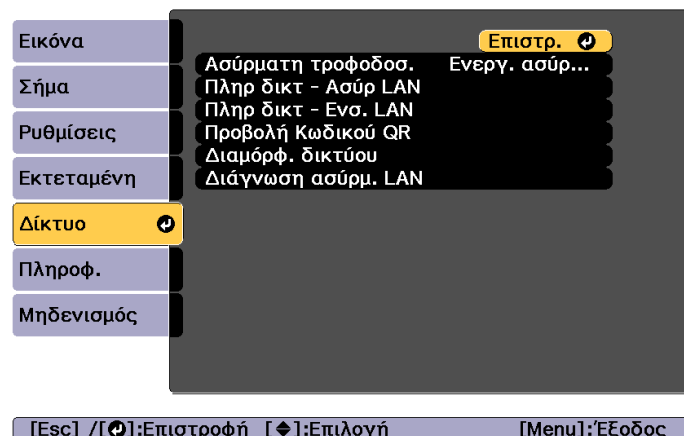 Εικόνα
Σήμα
Ρυθμίσεις
Εκτεταμένη
Δίκτυο
Πληροφ.
Μηδενισμός
Επιστρ.
Ασύρματη τροφοδοσ. Ενεργ. ασύρ...
Πληρ δικτ - Ασύρ LAN
Πληρ δικτ - Ενσ. LAN
Προβολή Κωδικού QR
Διαμόρφ. δικτύου
Διάγνωση ασύρμ. LAN
[Esc] /[ ]:Επιστροφή [ ]:Επιλογή [Menu]:Έξοδος